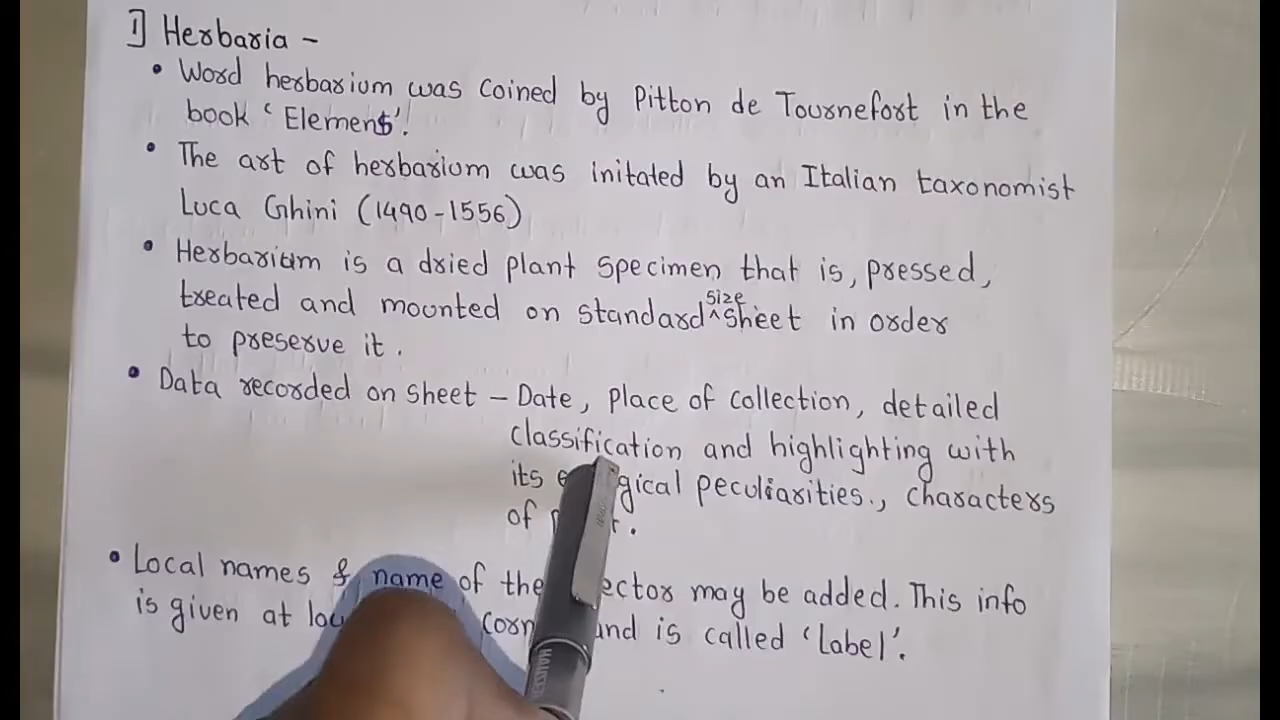 1] Herbaria -
• Word herbarium was coined by Pitton de Tournefort in the
book 'Elements'.
• The art of herbarium was initated by an Italian taxonomist
Luca Ghini (1490-1556)
• Herbarium is a dried plant specimen that is, pressed,
treated and mounted on standard ^size sheet in order
to preserve it.
• Data recorded on sheet - Date, place of collection, detailed
classification and highlighting with
its peculiarities., characters
of
• Local names & name of the may be added. This info
is given at and is called 'Label'.